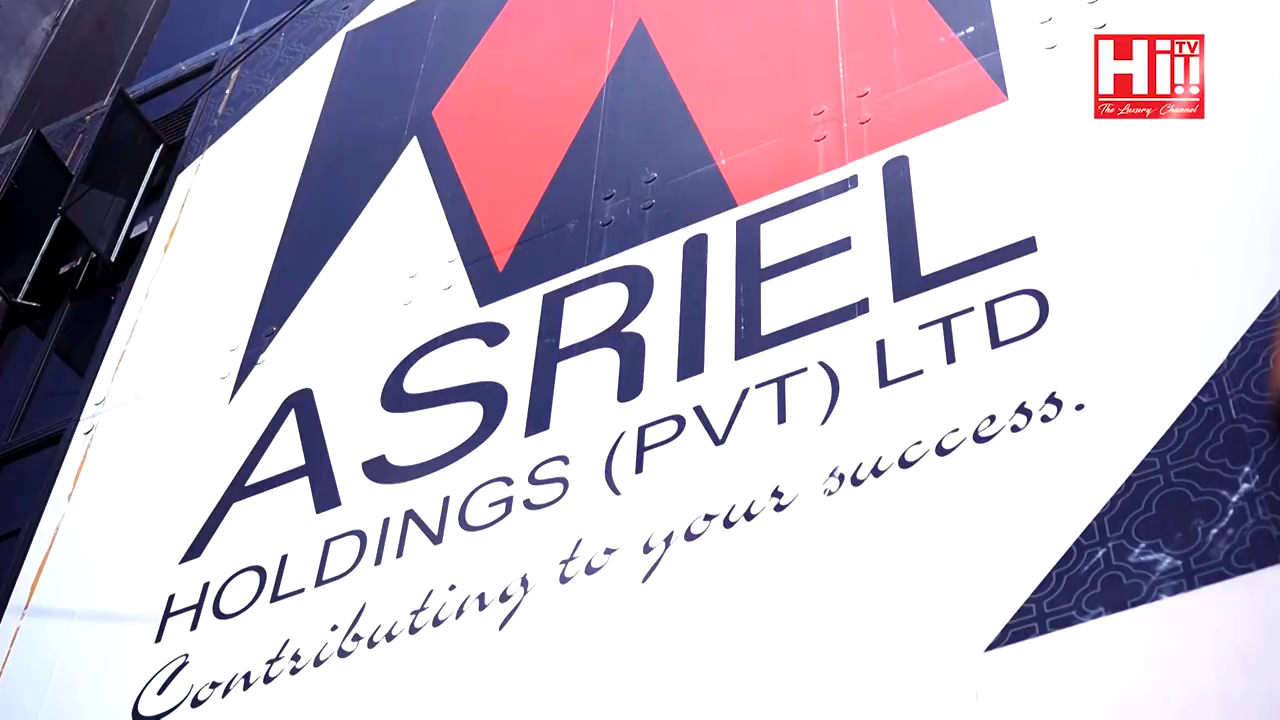 Hi!! TV
The Luxury Channel
ASRIEL
HOLDINGS (PVT) LTD
Contributing to your success.